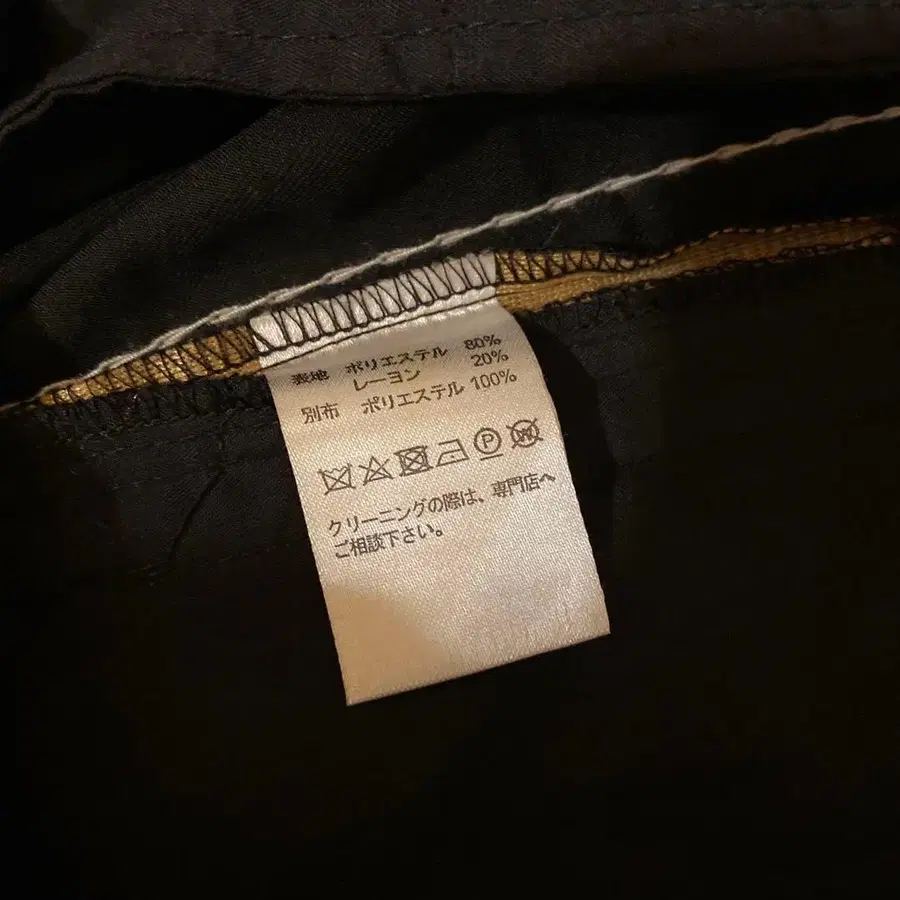 表地 ポリエステル 80%
レーヨン 20%
別布 ポリエステル 100%
P W
クリーニングの際は、専門店へ
ご相談下さい。